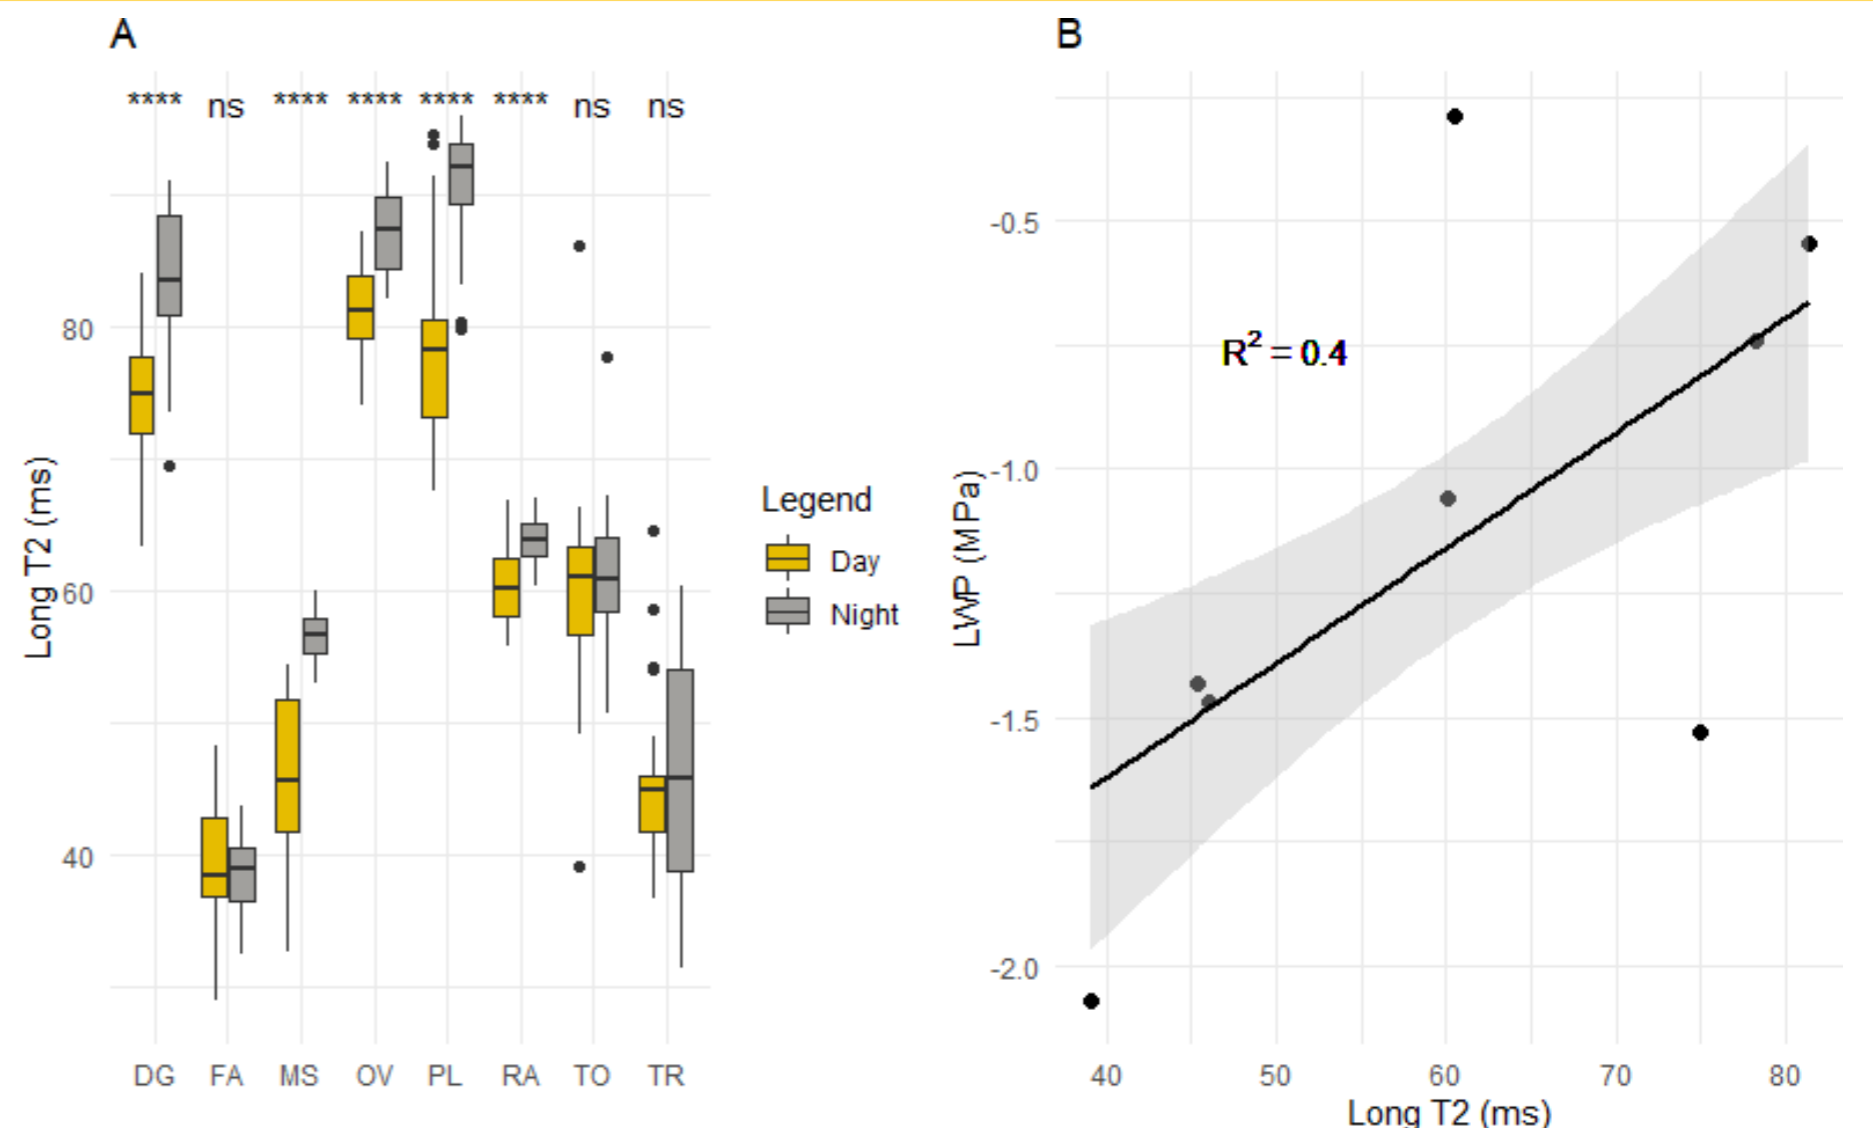 A
**** ns **** **** **** **** ns ns
80
60
40
Long T2 (ms)
DG FA MS OV PL RA TO TR
Legend
Day
Night
B
R² = 0.4
-0.5
-1.0
-1.5
-2.0
LWP (MPa)
40 50 60 70 80
Long T2 (ms)